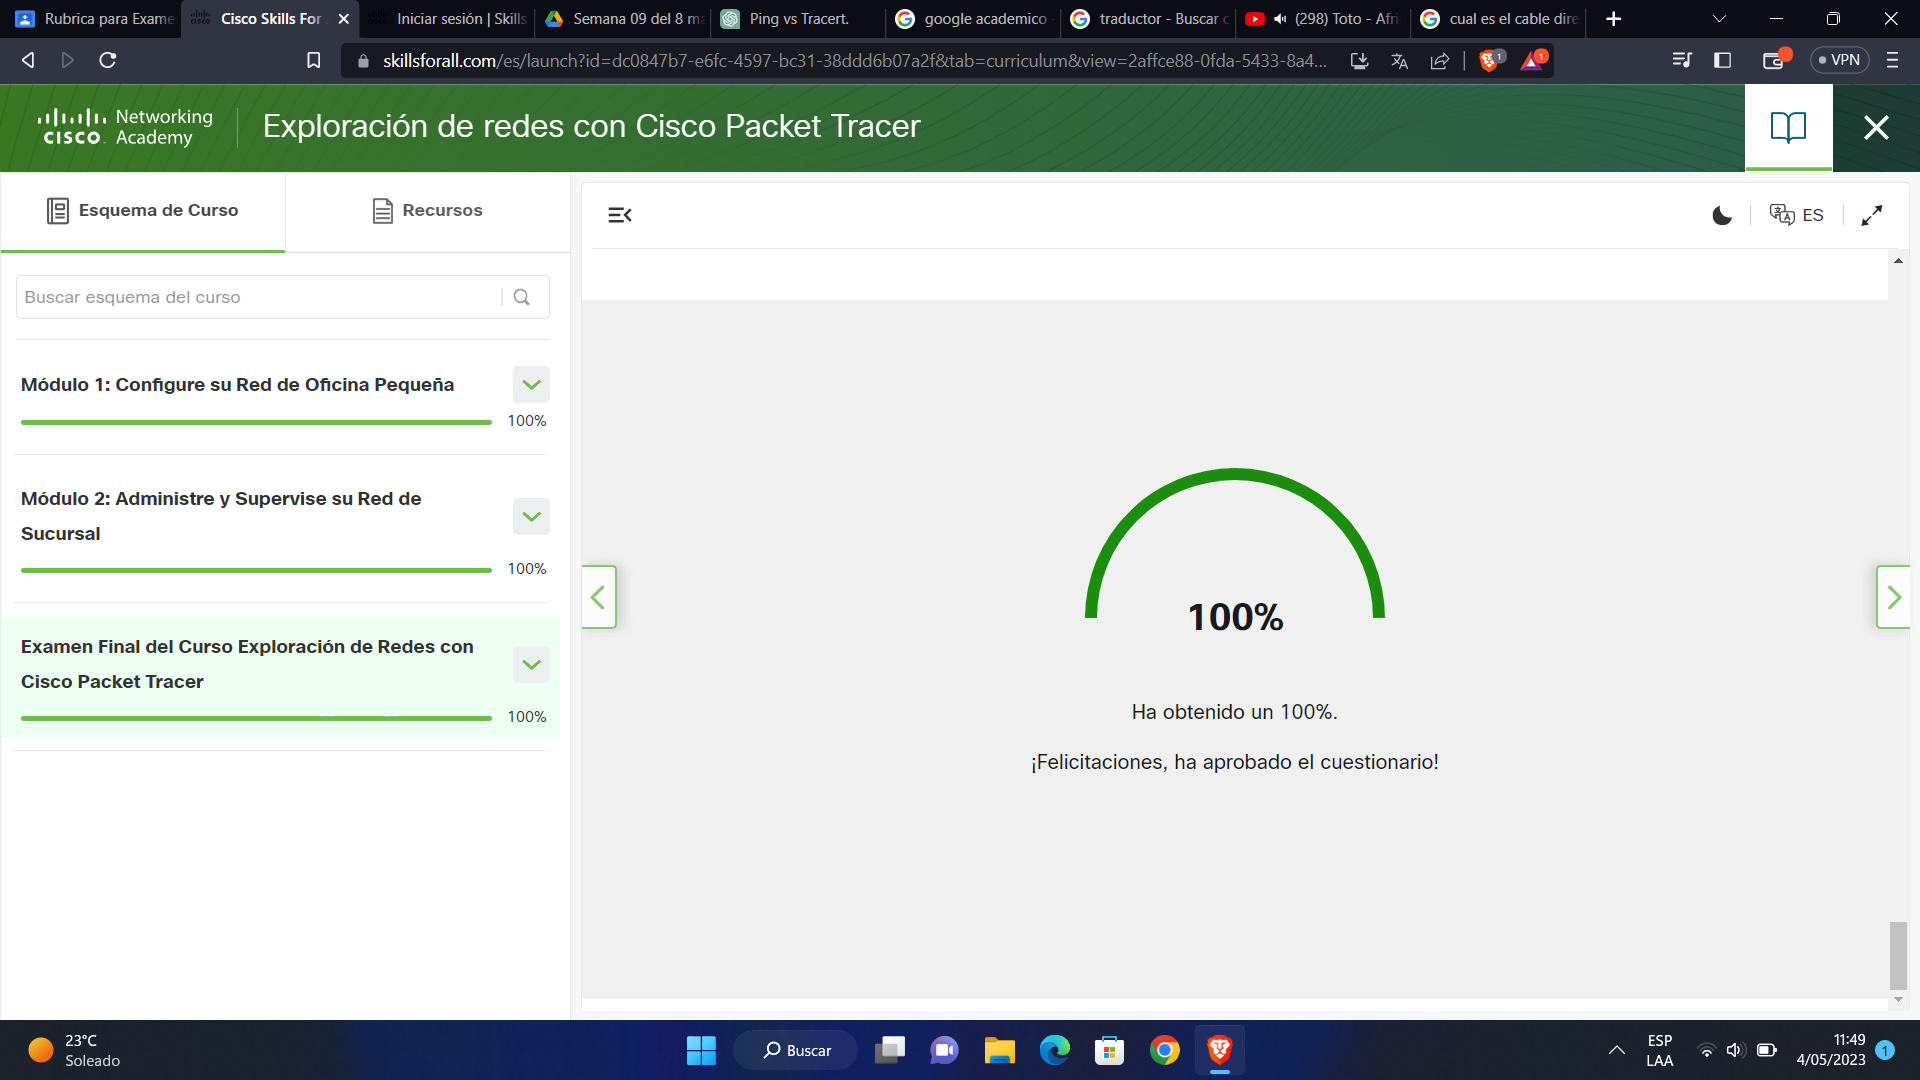 Rubrica para Exame
Cisco Skills For
Iniciar sesión | Skills
Semana 09 del 8 ma
Ping vs Tracert.
google academico -
traductor - Buscar c
(298) Toto - Afri
cual es el cable dire
skillsforall.com/es/launch?id=dc0847b7-e6fc-4597-bc31-38ddd6b07a2f&tab=curriculum&view=2affce88-0fda-5433-8a4...
1
1
VPN
CISCO
Networking
Academy
Exploración de redes con Cisco Packet Tracer
Esquema de Curso
Recursos
ES
Buscar esquema del curso
Módulo 1: Configure su Red de Oficina Pequeña
100%
Módulo 2: Administre y Supervise su Red de
Sucursal
100%
Examen Final del Curso Exploración de Redes con
Cisco Packet Tracer
100%
100%
Ha obtenido un 100%.
¡Felicitaciones, ha aprobado el cuestionario!
23°C
Soleado
Buscar
ESP
LAA
11:49
4/05/2023
1